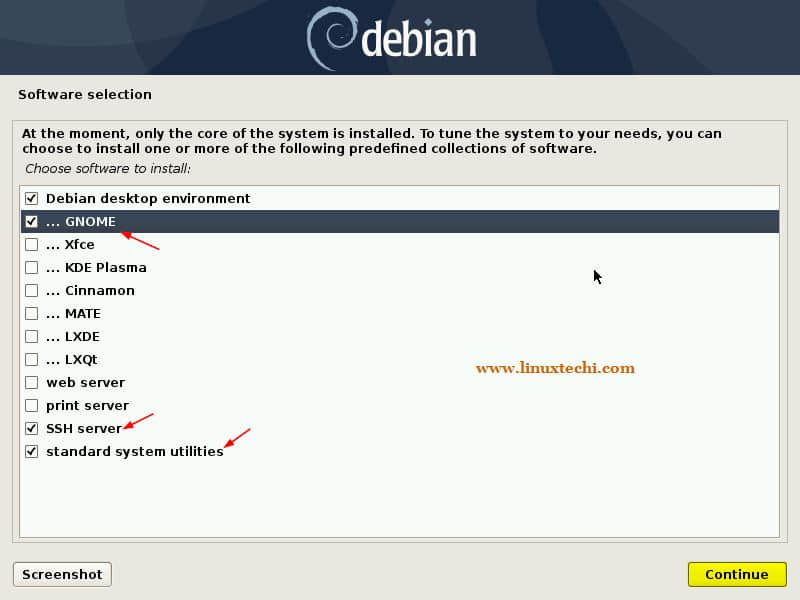 debian
Software selection
At the moment, only the core of the system is installed. To tune the system to your needs, you can
choose to install one or more of the following predefined collections of software.
Choose software to install:
Debian desktop environment
... GNOME
... Xfce
... KDE Plasma
... Cinnamon
... MATE
... LXDE
... LXQt
www.linuxtechi.com
web server
print server
SSH server
standard system utilities
Screenshot
Continue